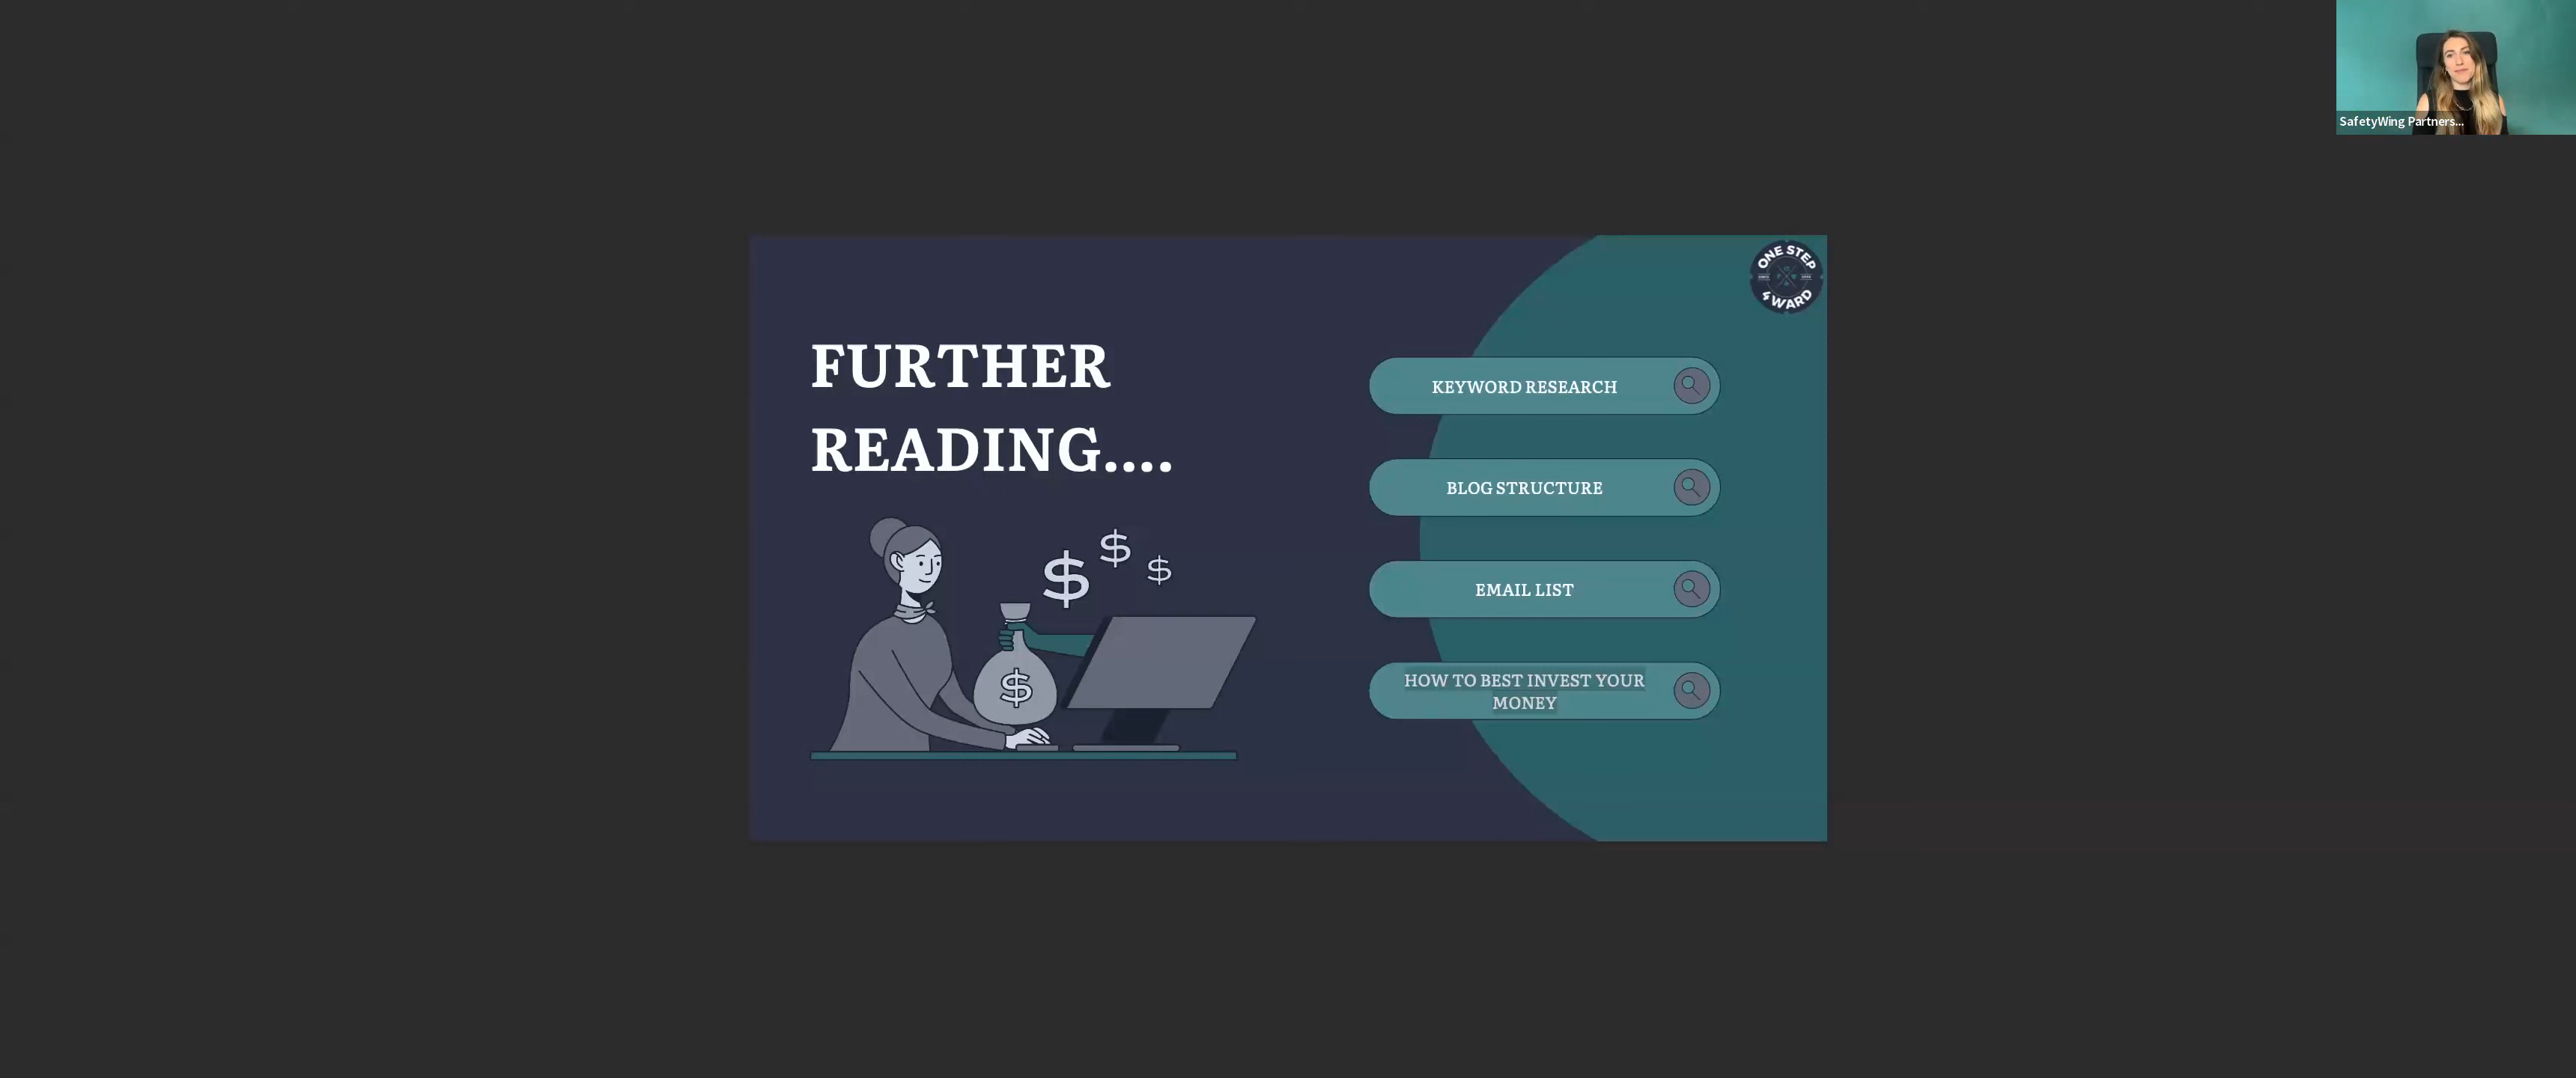 SafetyWing Partners...
ONE STEP
4WARD
FURTHER
READING....
KEYWORD RESEARCH
BLOG STRUCTURE
EMAIL LIST
HOW TO BEST INVEST YOUR
MONEY
$
$
$
$